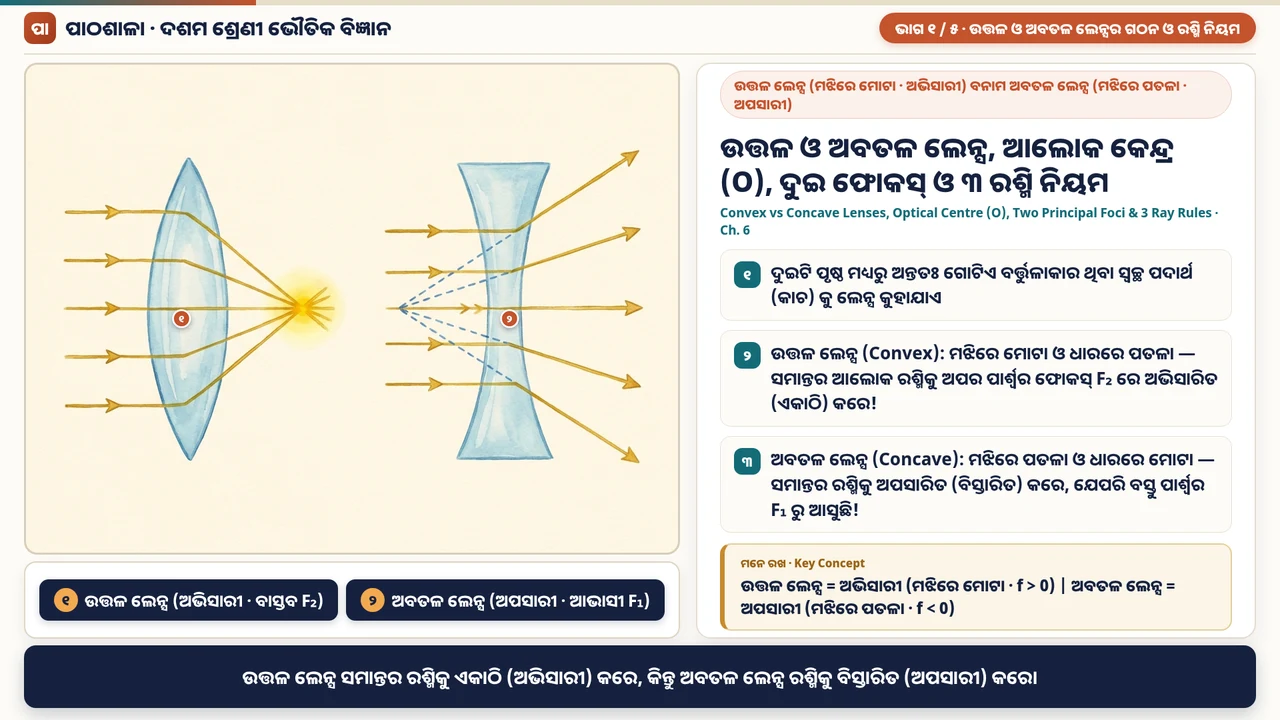 ପା ପାଠଶାଳା · ଦଶମ ଶ୍ରେଣୀ ଭୌତିକ ବିଜ୍ଞାନ
ଭାଗ ୧ / ୫ · ଉତ୍ତଳ ଓ ଅବତଳ ଲେନ୍ସର ଗଠନ ଓ ରଶ୍ମି ନିୟମ
୧
୨
୧ ଉତ୍ତଳ ଲେନ୍ସ (ଅଭିସାରୀ · ବାସ୍ତବ F₂)
୨ ଅବତଳ ଲେନ୍ସ (ଅପସାରୀ · ଆଭାସୀ F₁)
ଉତ୍ତଳ ଲେନ୍ସ (ମଝିରେ ମୋଟା · ଅଭିସାରୀ) ବନାମ ଅବତଳ ଲେନ୍ସ (ମଝିରେ ପତଳା ·
ଅପସାରୀ)
ଉତ୍ତଳ ଓ ଅବତଳ ଲେନ୍ସ, ଆଲୋକ କେନ୍ଦ୍ର
(O), ଦୁଇ ଫୋକସ୍ ଓ ୩ ରଶ୍ମି ନିୟମ
Convex vs Concave Lenses, Optical Centre (O), Two Principal Foci & 3 Ray Rules ·
Ch. 6
୧ ଦୁଇଟି ପୃଷ୍ଠ ମଧ୍ୟରୁ ଅନ୍ତତଃ ଗୋଟିଏ ବର୍ତ୍ତୁଳାକାର ଥିବା ସ୍ୱଚ୍ଛ ପଦାର୍ଥ
(କାଚ) କୁ ଲେନ୍ସ କୁହାଯାଏ
୨ ଉତ୍ତଳ ଲେନ୍ସ (Convex): ମଝିରେ ମୋଟା ଓ ଧାରରେ ପତଳା —
ସମାନ୍ତର ଆଲୋକ ରଶ୍ମିକୁ ଅପର ପାର୍ଶ୍ୱର ଫୋକସ୍ F₂ ରେ ଅଭିସାରିତ
(ଏକାଠି) କରେ!
୩ ଅବତଳ ଲେନ୍ସ (Concave): ମଝିରେ ପତଳା ଓ ଧାରରେ ମୋଟା —
ସମାନ୍ତର ରଶ୍ମିକୁ ଅପସାରିତ (ବିସ୍ତାରିତ) କରେ, ଯେପରି ବସ୍ତୁ ପାର୍ଶ୍ୱର
F₁ ରୁ ଆସୁଛି!
ମନେ ରଖ · Key Concept
ଉତ୍ତଳ ଲେନ୍ସ = ଅଭିସାରୀ (ମଝିରେ ମୋଟା · f > 0) | ଅବତଳ ଲେନ୍ସ =
ଅପସାରୀ (ମଝିରେ ପତଳା · f < 0)
ଉତ୍ତଳ ଲେନ୍ସ ସମାନ୍ତର ରଶ୍ମିକୁ ଏକାଠି (ଅଭିସାରୀ) କରେ, କିନ୍ତୁ ଅବତଳ ଲେନ୍ସ ରଶ୍ମିକୁ ବିସ୍ତାରିତ (ଅପସାରୀ) କରେ।